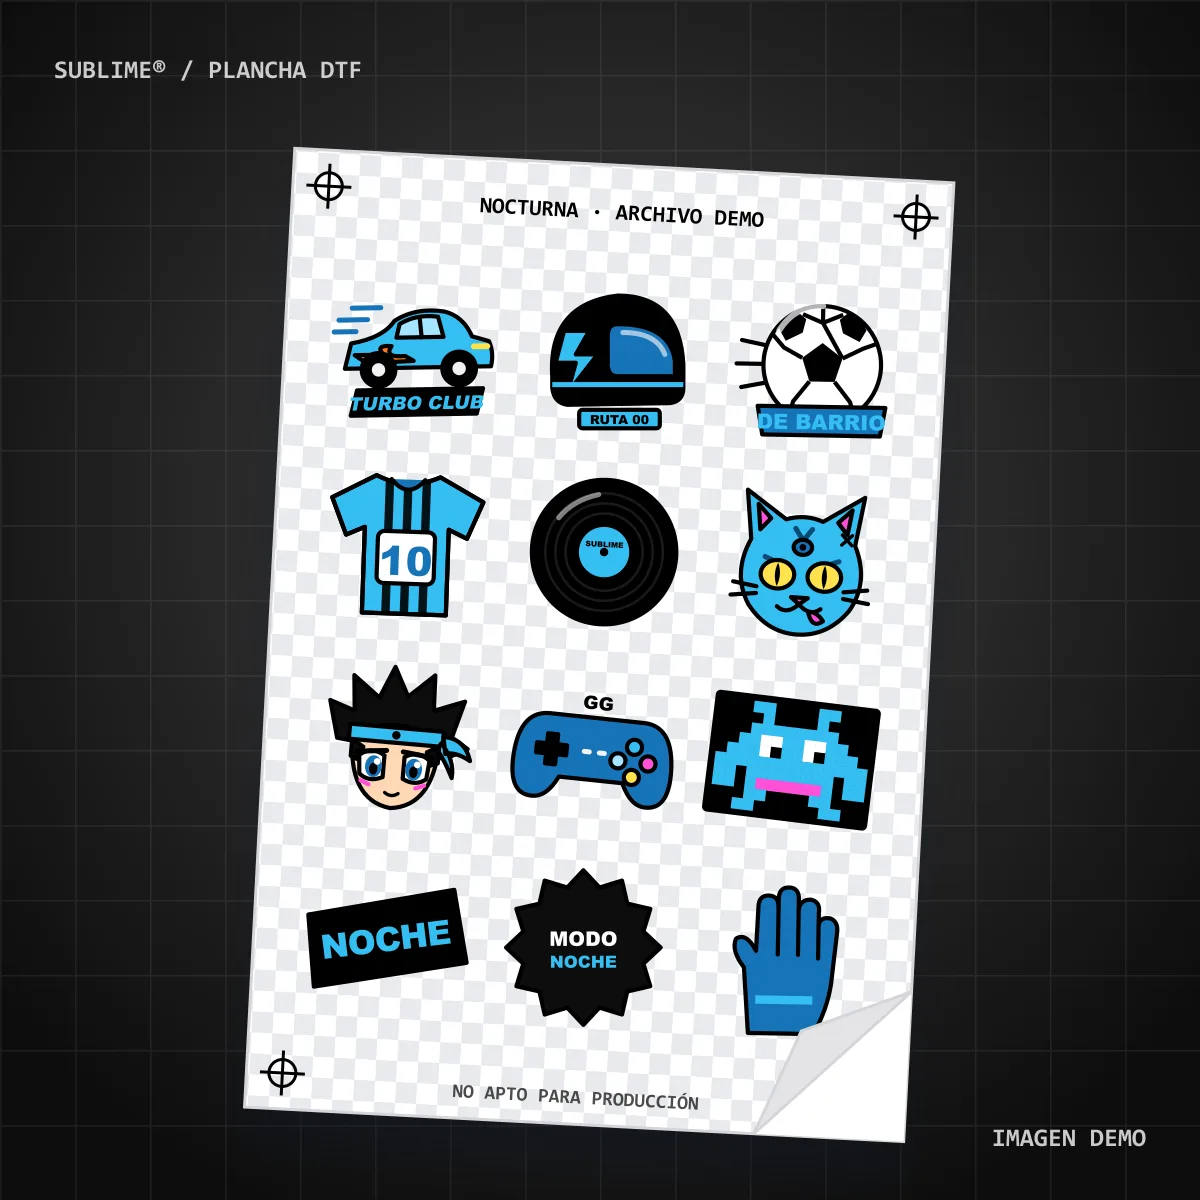 SUBLIME® / PLANCHA DTF
NOCTURNA · ARCHIVO DEMO
TURBO CLUB
RUTA 00
DE BARRIO
10
SUBLIME
GG
NOCHE
MODO
NOCHE
NO APTO PARA PRODUCCIÓN
IMAGEN DEMO